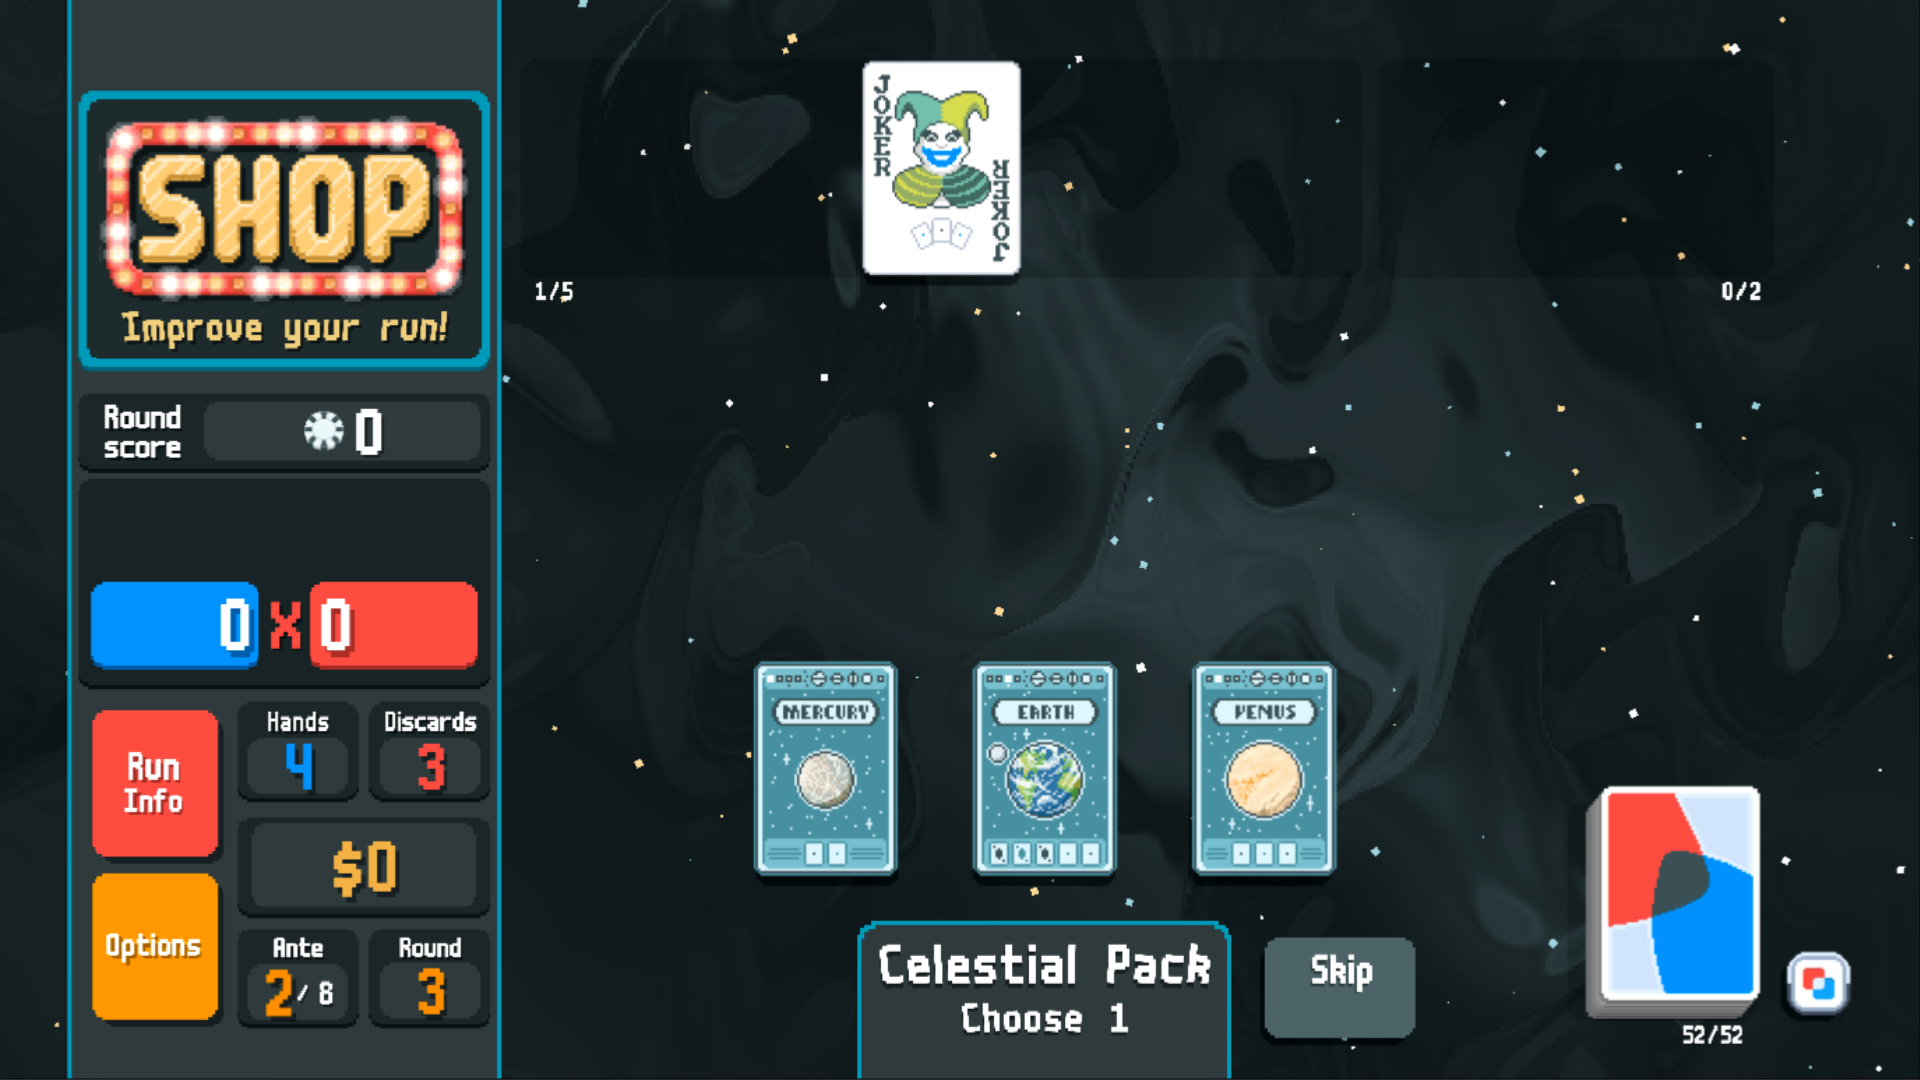 SHOP
Improve your run!
Round score
0
0 X 0
Run Info
Options
Hands
4
Discards
3
$0
Ante
2/8
Round
3
JOKER
JOKER
1/5
0/2
MERCURY
EARTH
VENUS
Celestial Pack
Choose 1
Skip
52/52